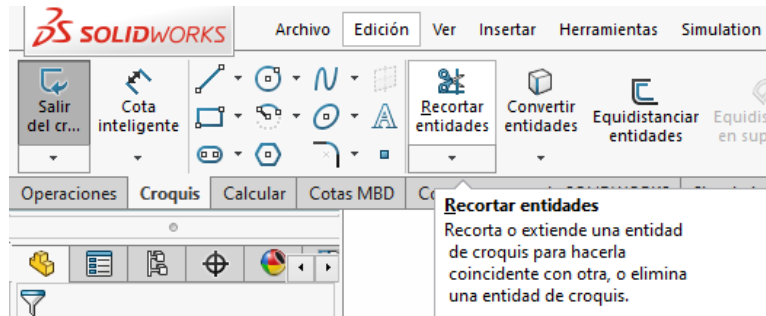 SOLIDWORKS
Archivo Edición Ver Insertar Herramientas Simulation
Salir del cr...
Cota inteligente
Recortar entidades
Convertir entidades
Equidistanciar entidades
Equidis
en sup
Operaciones Croquis Calcular Cotas MBD
Recortar entidades
Recorta o extiende una entidad
de croquis para hacerla
coincidente con otra, o elimina
una entidad de croquis.